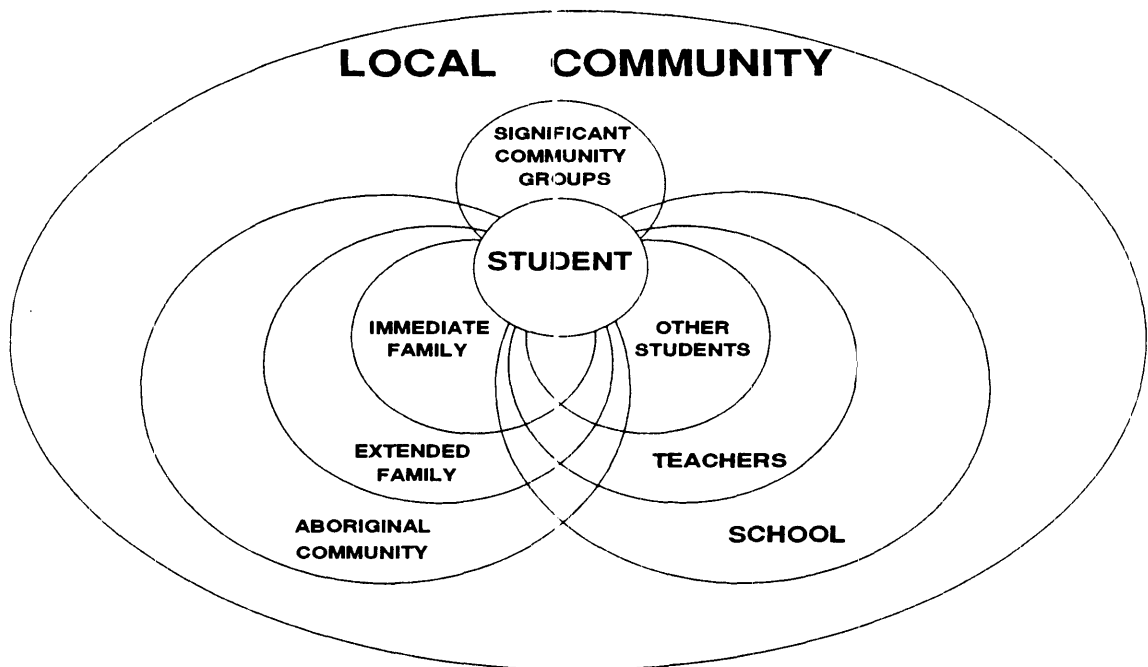 LOCAL COMMUNITY
SIGNIFICANT
COMMUNITY
GROUPS
STUDENT
IMMEDIATE
FAMILY
OTHER
STUDENTS
EXTENDED
FAMILY
TEACHERS
ABORIGINAL
COMMUNITY
SCHOOL